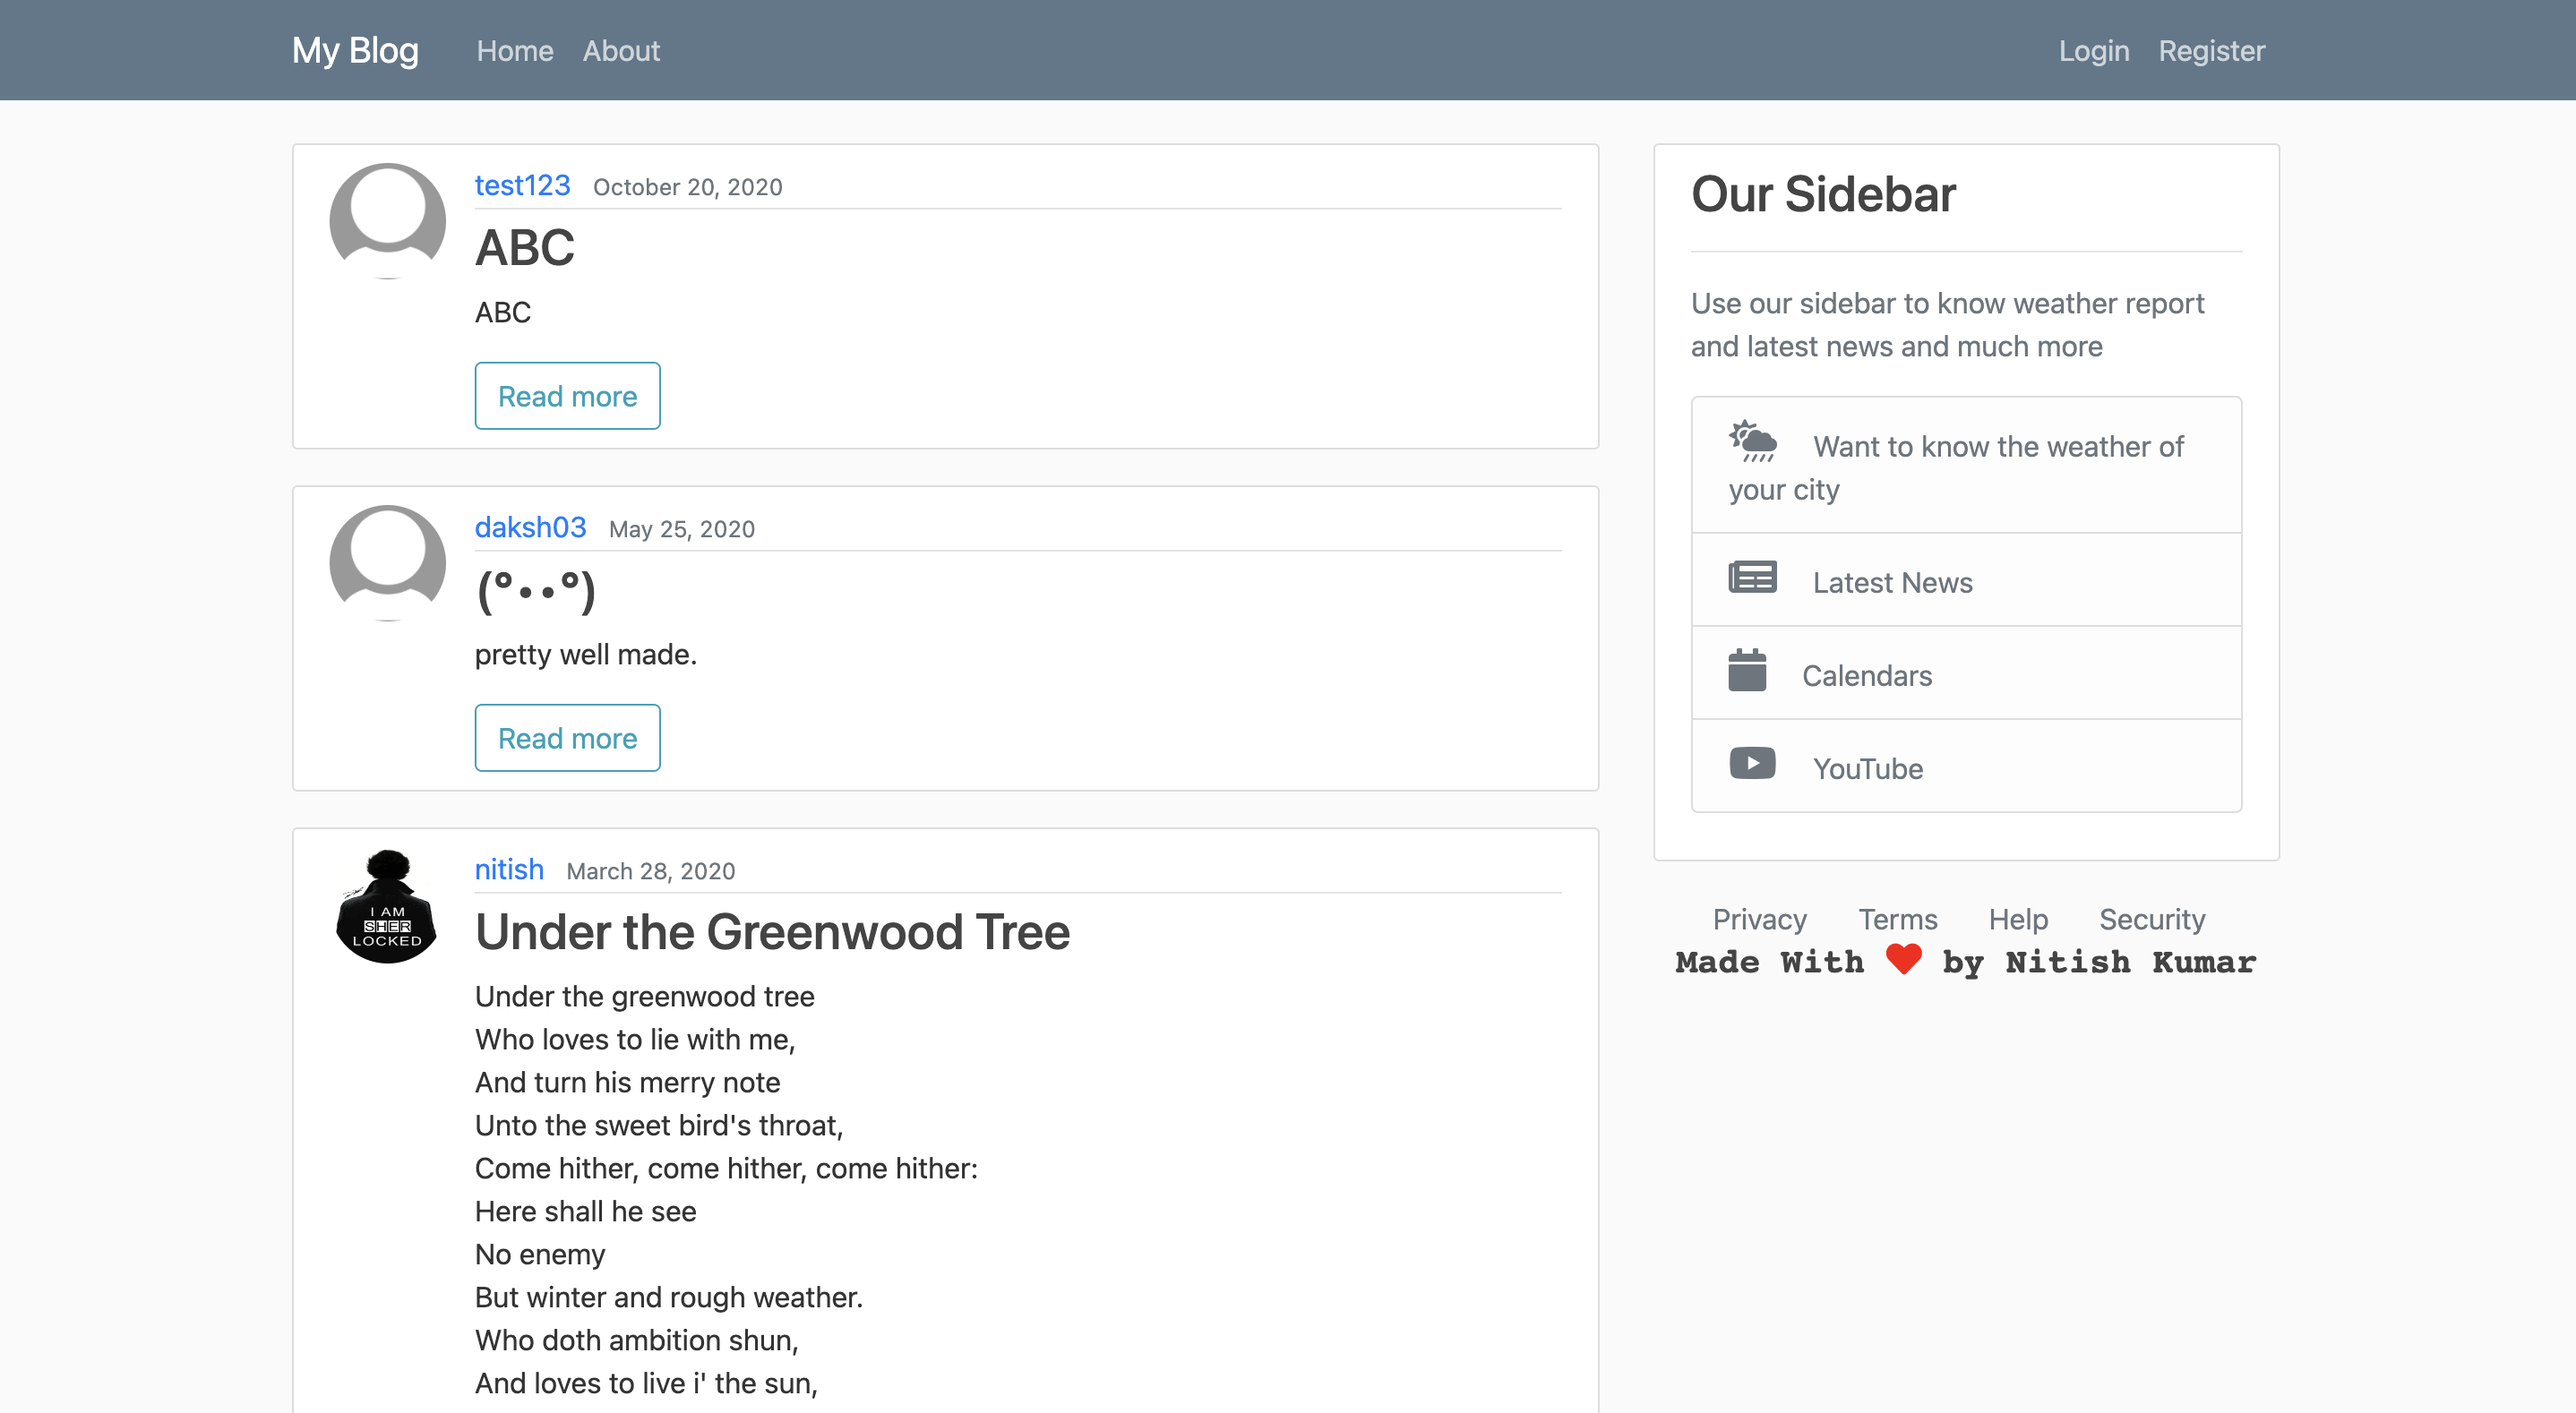 My Blog Home About Login Register
test123 October 20, 2020
ABC
ABC
Read more
daksh03 May 25, 2020
(°••°)
pretty well made.
Read more
nitish March 28, 2020
I AM
SHER
LOCKED
Under the Greenwood Tree
Under the greenwood tree
Who loves to lie with me,
And turn his merry note
Unto the sweet bird's throat,
Come hither, come hither, come hither:
Here shall he see
No enemy
But winter and rough weather.
Who doth ambition shun,
And loves to live i' the sun,
Our Sidebar
Use our sidebar to know weather report
and latest news and much more
Want to know the weather of
your city
Latest News
Calendars
YouTube
Privacy Terms Help Security
Made With ❤ by Nitish Kumar